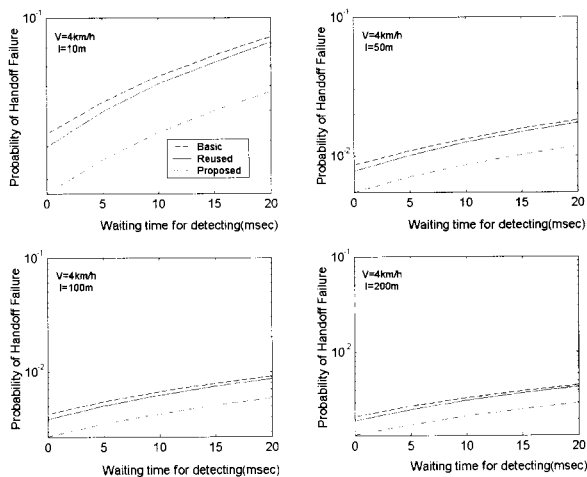 10^-1
V=4km/h
l=10m
Probability of Handoff Failure
Basic
Reused
Proposed
0 5 10 15 20
Waiting time for detecting(msec)
10^-1
V=4km/h
l=50m
Probability of Handoff Failure
10^-2
0 5 10 15 20
Waiting time for detecting(msec)
10^-1
V=4km/h
l=100m
Probability of Handoff Failure
10^-2
0 5 10 15 20
Waiting time for detecting(msec)
10^-1
V=4km/h
l=200m
Probability of Handoff Failure
10^-2
0 5 10 15 20
Waiting time for detecting(msec)